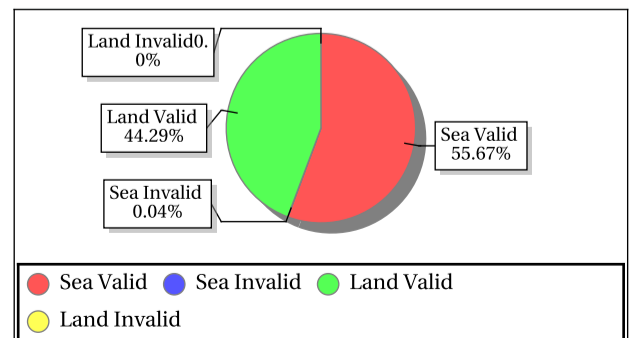 Land Invalid0.
0%
Land Valid
44.29%
Sea Valid
55.67%
Sea Invalid
0.04%
Sea Valid Sea Invalid Land Valid
Land Invalid